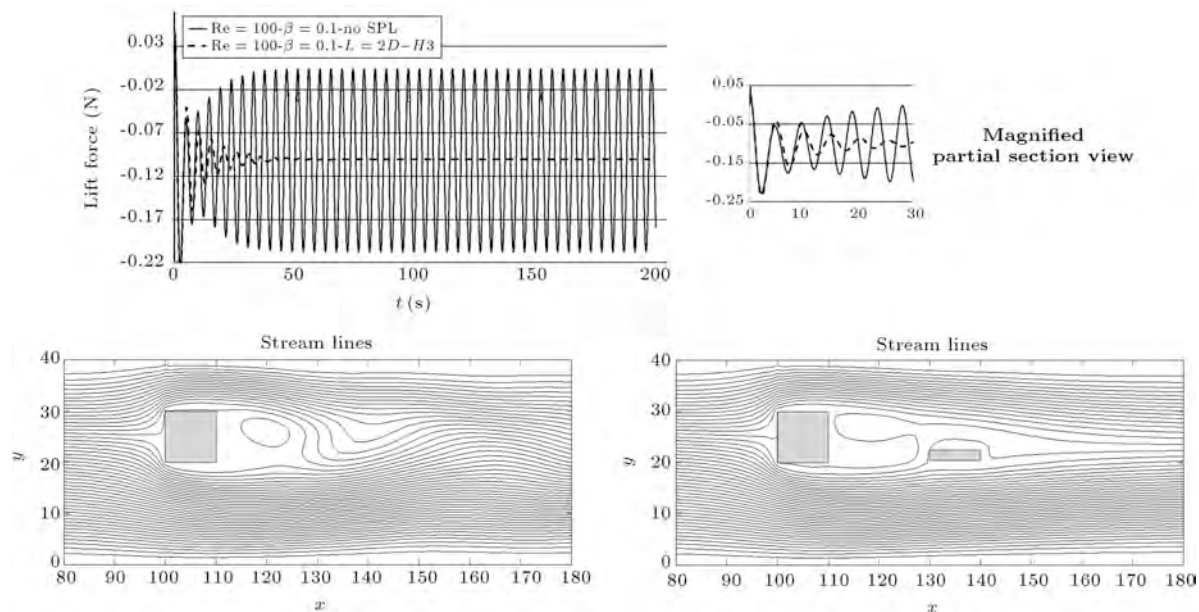 Re = 100-β = 0.1-no SPL
Re = 100-β = 0.1-L = 2D-H3
Lift force (N)
0.03
-0.02
-0.07
-0.12
-0.17
-0.22
0 50 100 150 200
t (s)
0.05
-0.05
-0.15
-0.25
0 10 20 30
Magnified
partial section view
Stream lines
y
40
30
20
10
0
80 90 100 110 120 130 140 150 160 170 180
x
Stream lines
y
40
30
20
10
0
80 90 100 110 120 130 140 150 160 170 180
x